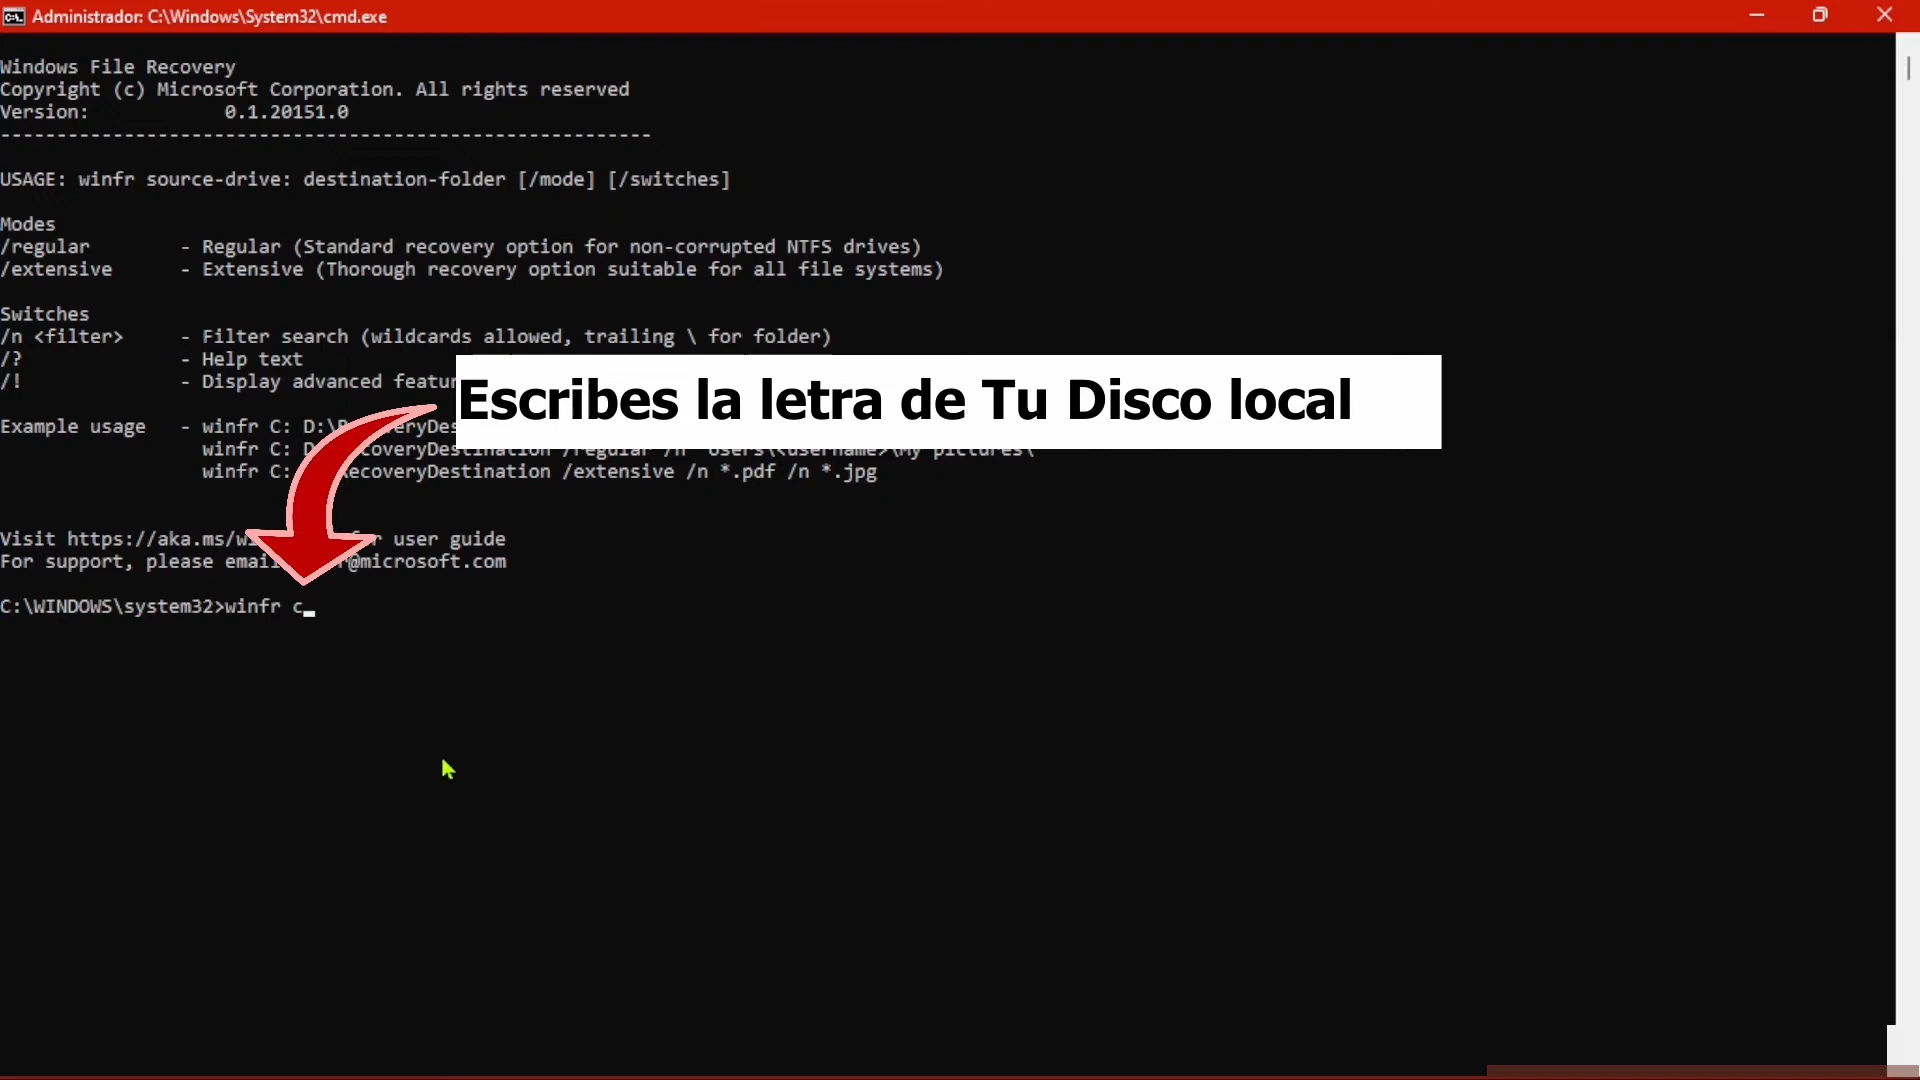 Administrador: C:\Windows\System32\cmd.exe
Windows File Recovery
Copyright (c) Microsoft Corporation. All rights reserved
Version: 0.1.20151.0
----------------------------------------------------------
USAGE: winfr source-drive: destination-folder [/mode] [/switches]
Modes
/regular - Regular (Standard recovery option for non-corrupted NTFS drives)
/extensive - Extensive (Thorough recovery option suitable for all file systems)
Switches
/n <filter> - Filter search (wildcards allowed, trailing \ for folder)
/? - Help text
/! - Display advanced
Escribes la letra de Tu Disco local
Example usage - winfr C: D:\
winfr C:
winfr C: /extensive /n *.pdf /n *.jpg
Visit https://aka.ms/ user guide
For support, please email @microsoft.com
C:\WINDOWS\system32>winfr c_